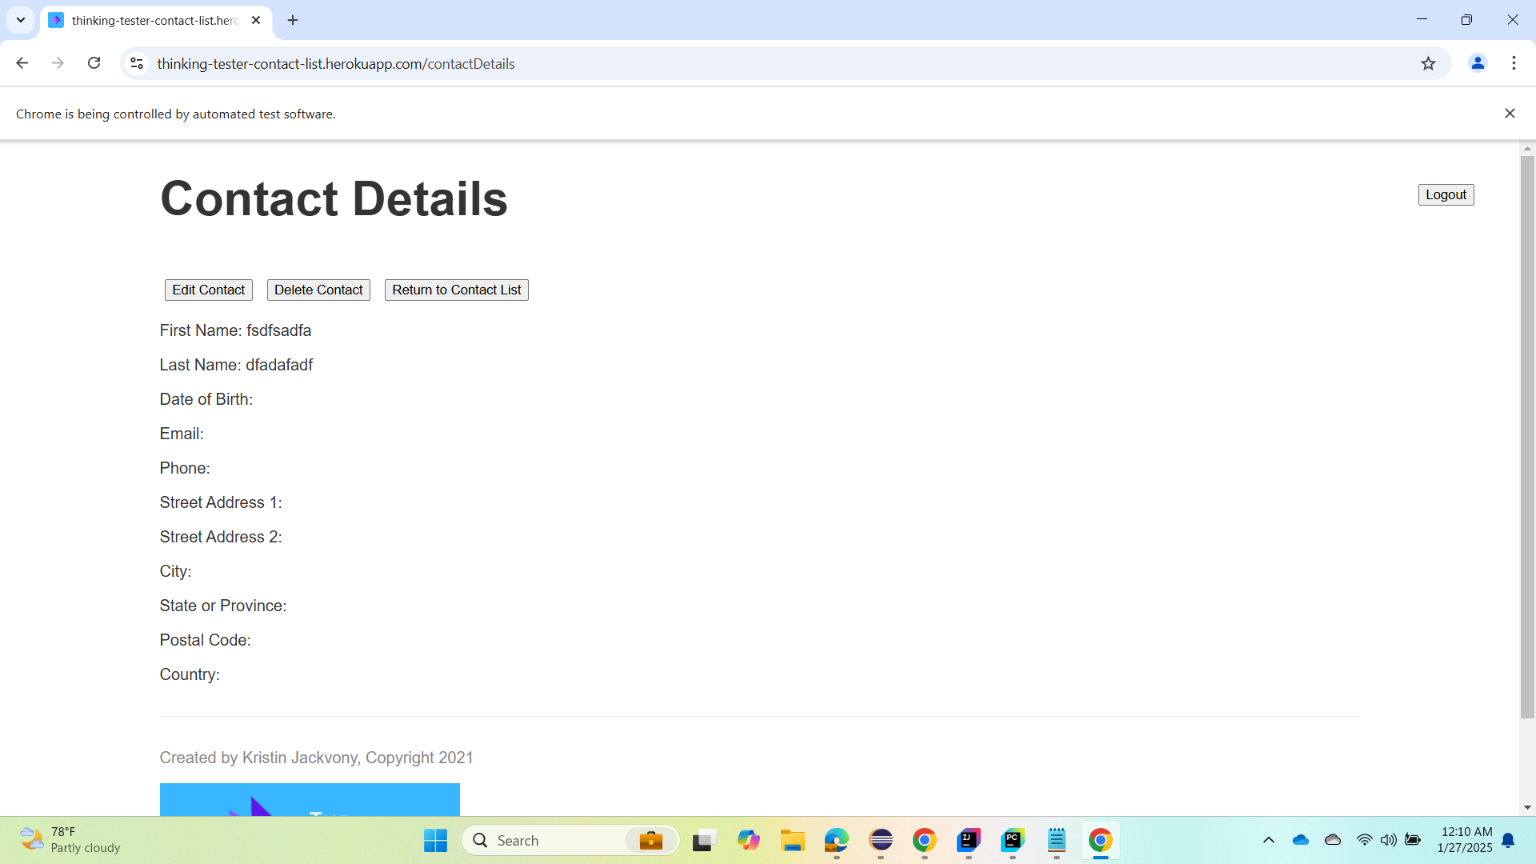 thinking-tester-contact-list.herc
thinking-tester-contact-list.herokuapp.com/contactDetails
Chrome is being controlled by automated test software.
Contact Details
Logout
Edit Contact
Delete Contact
Return to Contact List
First Name: fsdfsadfa
Last Name: dfadafadf
Date of Birth:
Email:
Phone:
Street Address 1:
Street Address 2:
City:
State or Province:
Postal Code:
Country:
Created by Kristin Jackvony, Copyright 2021
78°F
Partly cloudy
Search
IJ
PC
12:10 AM
1/27/2025